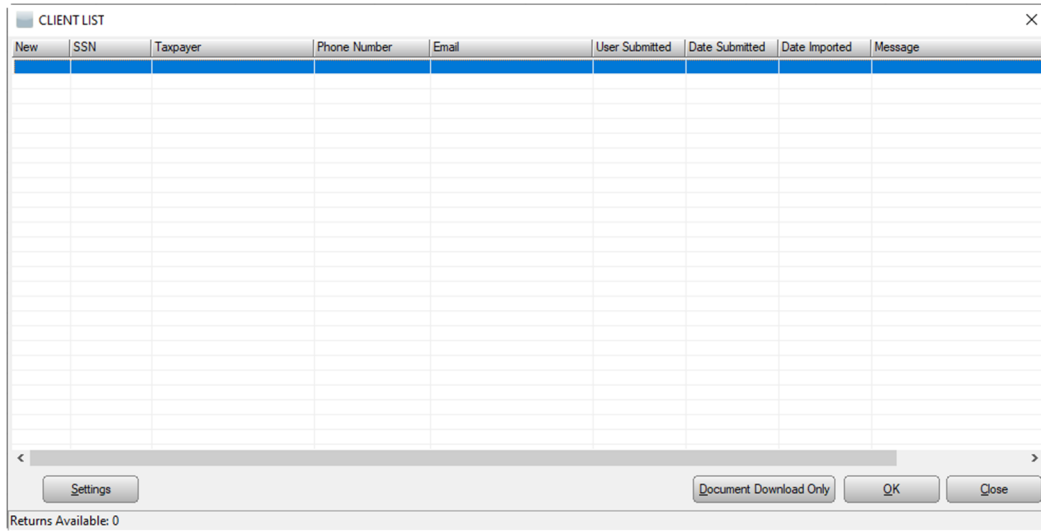 CLIENT LIST
New SSN Taxpayer Phone Number Email User Submitted Date Submitted Date Imported Message
Settings Document Download Only OK Close
Returns Available: 0